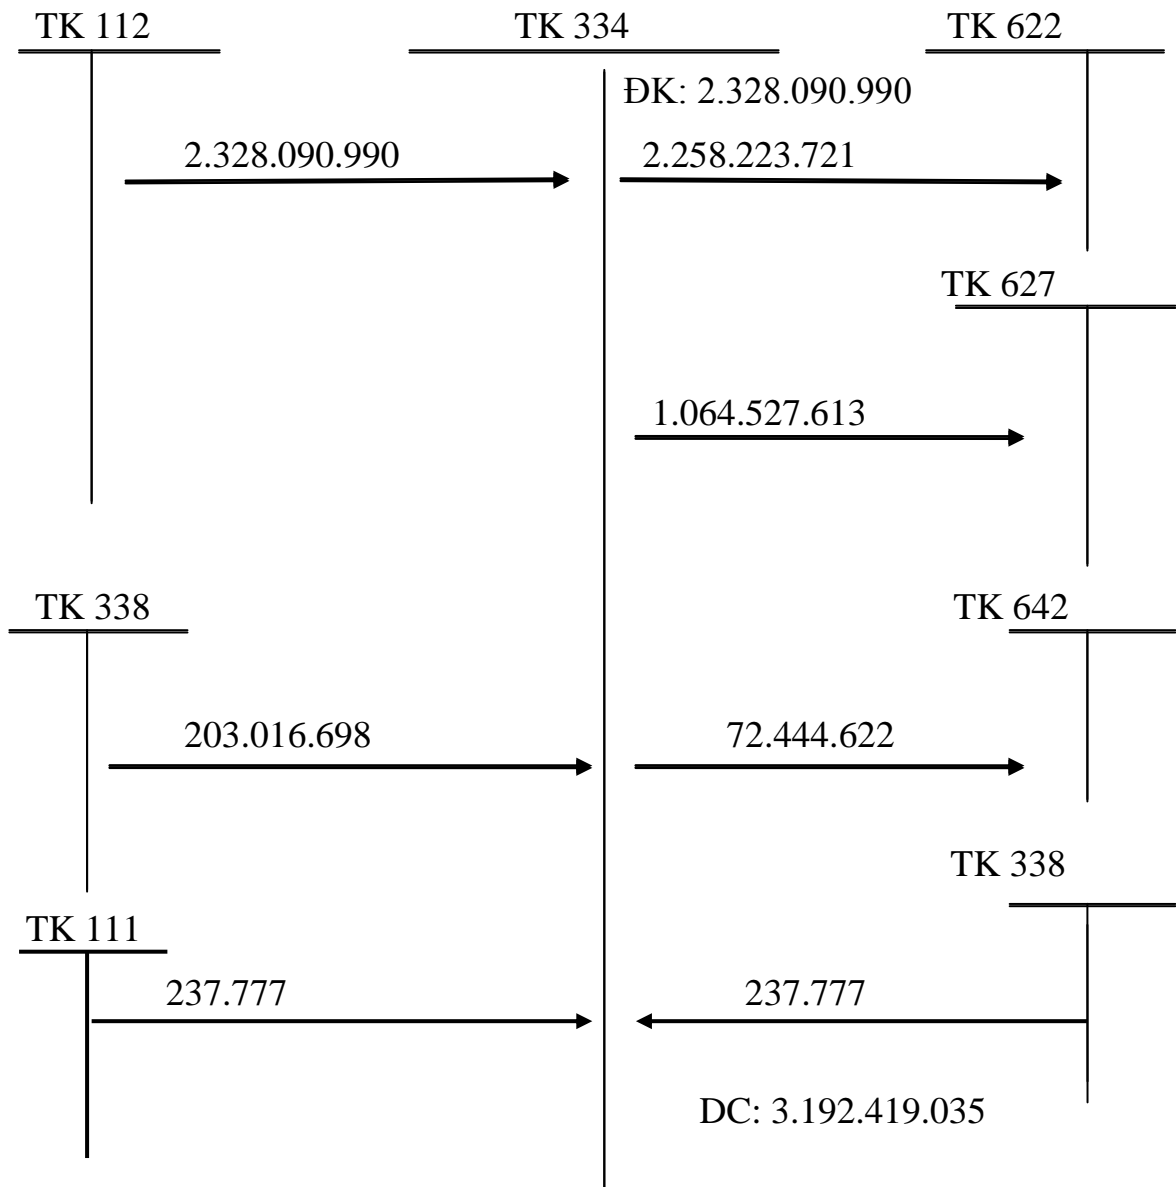 TK 112
TK 334
TK 622
ĐK: 2.328.090.990
2.328.090.990
2.258.223.721
TK 627
1.064.527.613
TK 338
TK 642
203.016.698
72.444.622
TK 338
TK 111
237.777
237.777
DC: 3.192.419.035